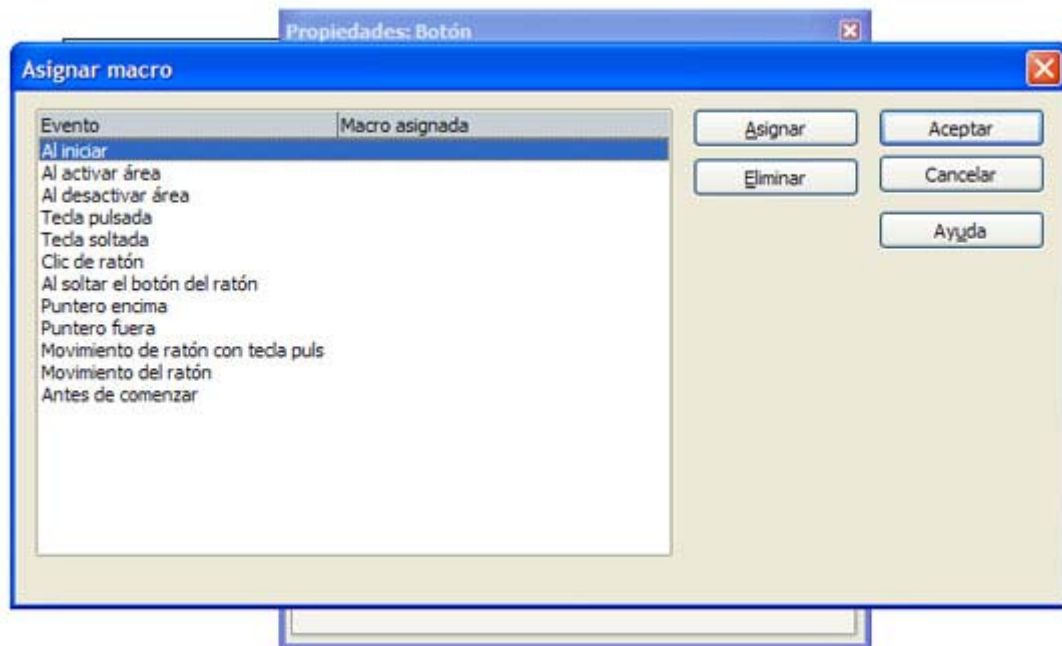 Propiedades: Botón
Asignar macro
Evento Macro asignada
Al iniciar
Al activar área
Al desactivar área
Tecla pulsada
Tecla soltada
Clic de ratón
Al soltar el botón del ratón
Puntero encima
Puntero fuera
Movimiento de ratón con tecla puls
Movimiento del ratón
Antes de comenzar
Asignar Aceptar
Eliminar Cancelar
Ayuda